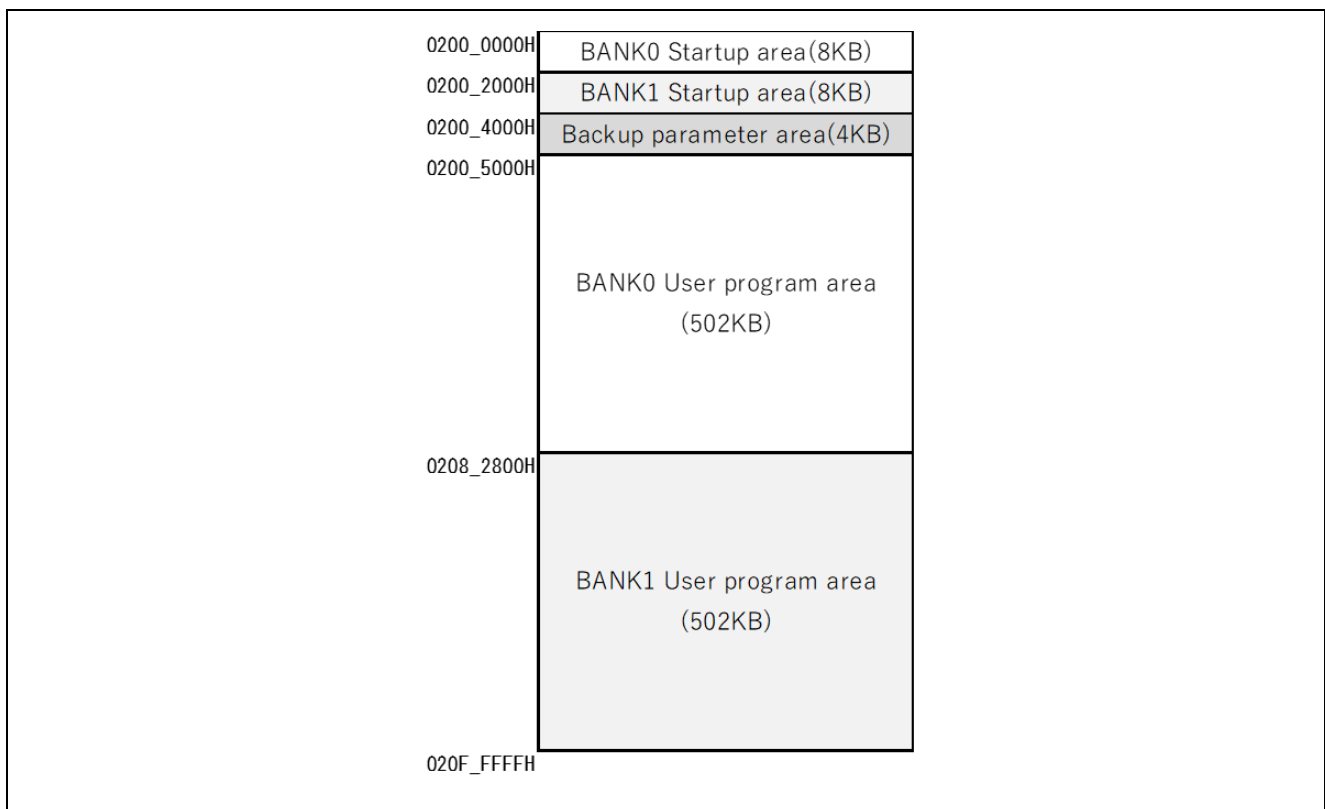 0200_0000H
BANK0 Startup area(8KB)
0200_2000H
BANK1 Startup area(8KB)
0200_4000H
Backup parameter area(4KB)
0200_5000H
BANK0 User program area
(502KB)
0208_2800H
BANK1 User program area
(502KB)
020F_FFFFH